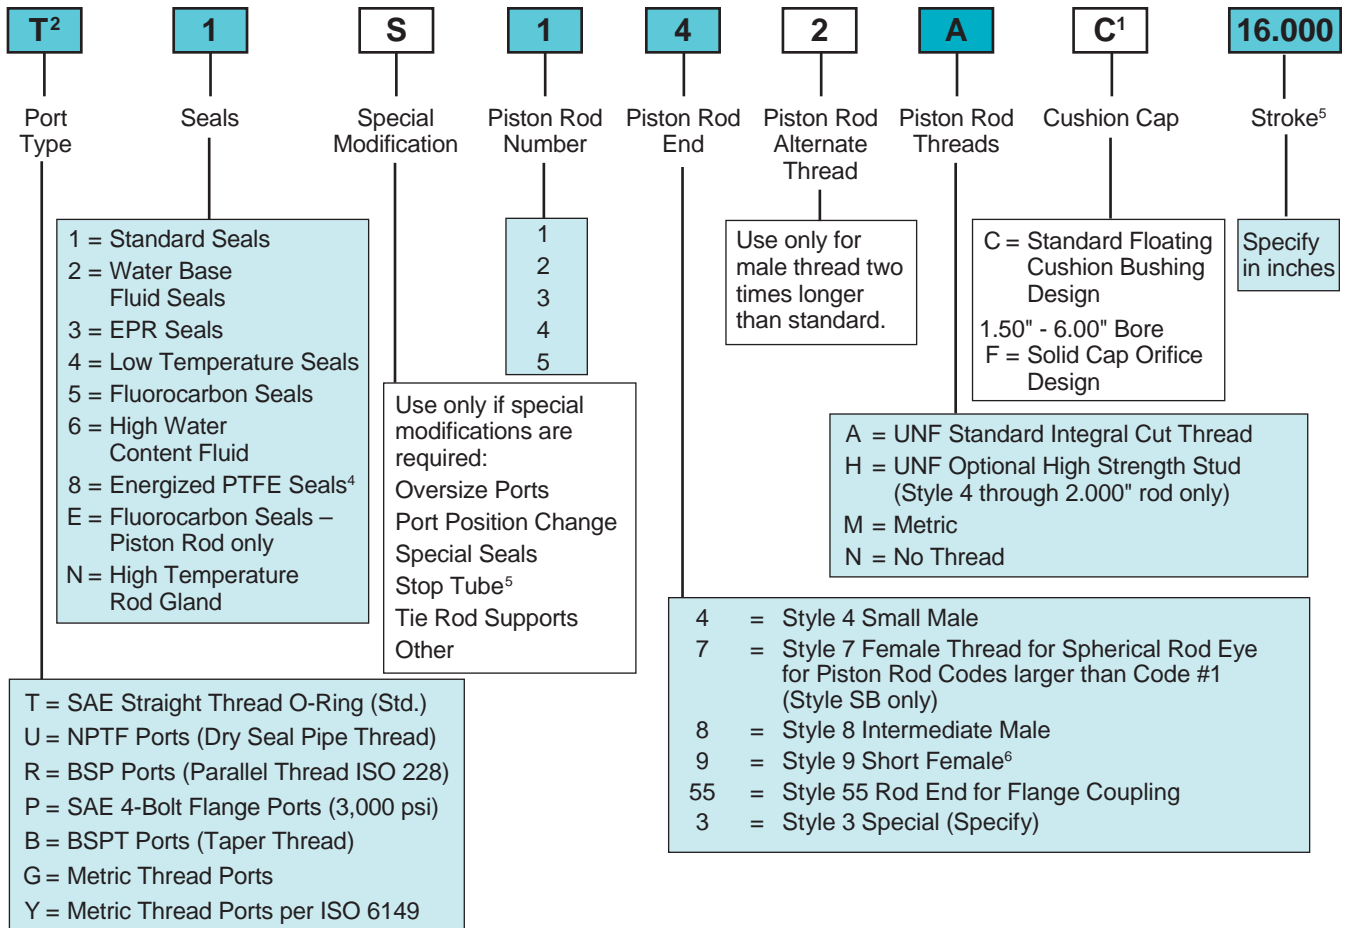 T² 1 S 1 4 2 A C¹ 16.000
Port
Type
Seals
Special
Modification
Piston Rod
Number
Piston Rod
End
Piston Rod
Alternate
Thread
Piston Rod
Threads
Cushion Cap
Stroke⁵
1 = Standard Seals
2 = Water Base
Fluid Seals
3 = EPR Seals
4 = Low Temperature Seals
5 = Fluorocarbon Seals
6 = High Water
Content Fluid
8 = Energized PTFE Seals⁴
E = Fluorocarbon Seals –
Piston Rod only
N = High Temperature
Rod Gland
1
2
3
4
5
Use only for
male thread two
times longer
than standard.
C = Standard Floating
Cushion Bushing
Design
1.50" - 6.00" Bore
F = Solid Cap Orifice
Design
Specify
in inches
Use only if special
modifications are
required:
Oversize Ports
Port Position Change
Special Seals
Stop Tube⁵
Tie Rod Supports
Other
A = UNF Standard Integral Cut Thread
H = UNF Optional High Strength Stud
(Style 4 through 2.000" rod only)
M = Metric
N = No Thread
4 = Style 4 Small Male
7 = Style 7 Female Thread for Spherical Rod Eye
for Piston Rod Codes larger than Code #1
(Style SB only)
8 = Style 8 Intermediate Male
9 = Style 9 Short Female⁶
55 = Style 55 Rod End for Flange Coupling
3 = Style 3 Special (Specify)
T = SAE Straight Thread O-Ring (Std.)
U = NPTF Ports (Dry Seal Pipe Thread)
R = BSP Ports (Parallel Thread ISO 228)
P = SAE 4-Bolt Flange Ports (3,000 psi)
B = BSPT Ports (Taper Thread)
G = Metric Thread Ports
Y = Metric Thread Ports per ISO 6149